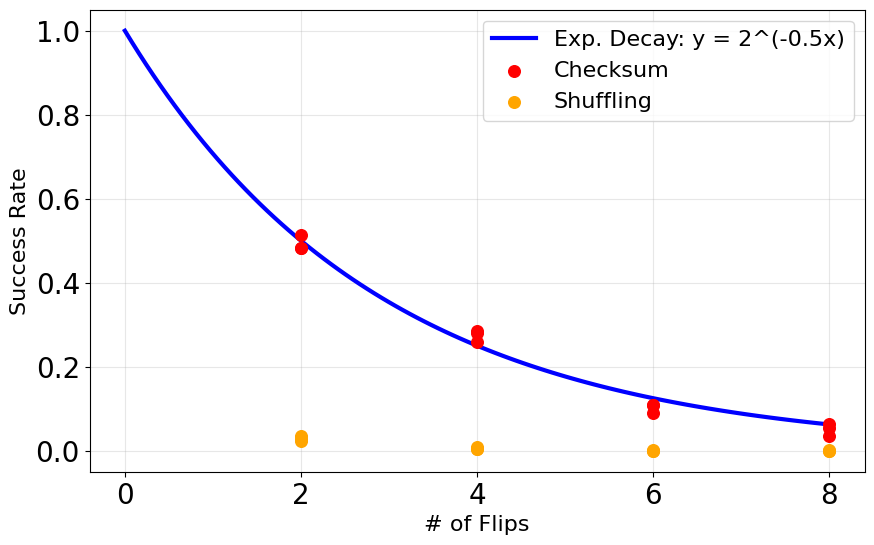 Exp. Decay: y = 2^(-0.5x)
Checksum
Shuffling
1.0
0.8
0.6
0.4
0.2
0.0
Success Rate
0 2 4 6 8
# of Flips